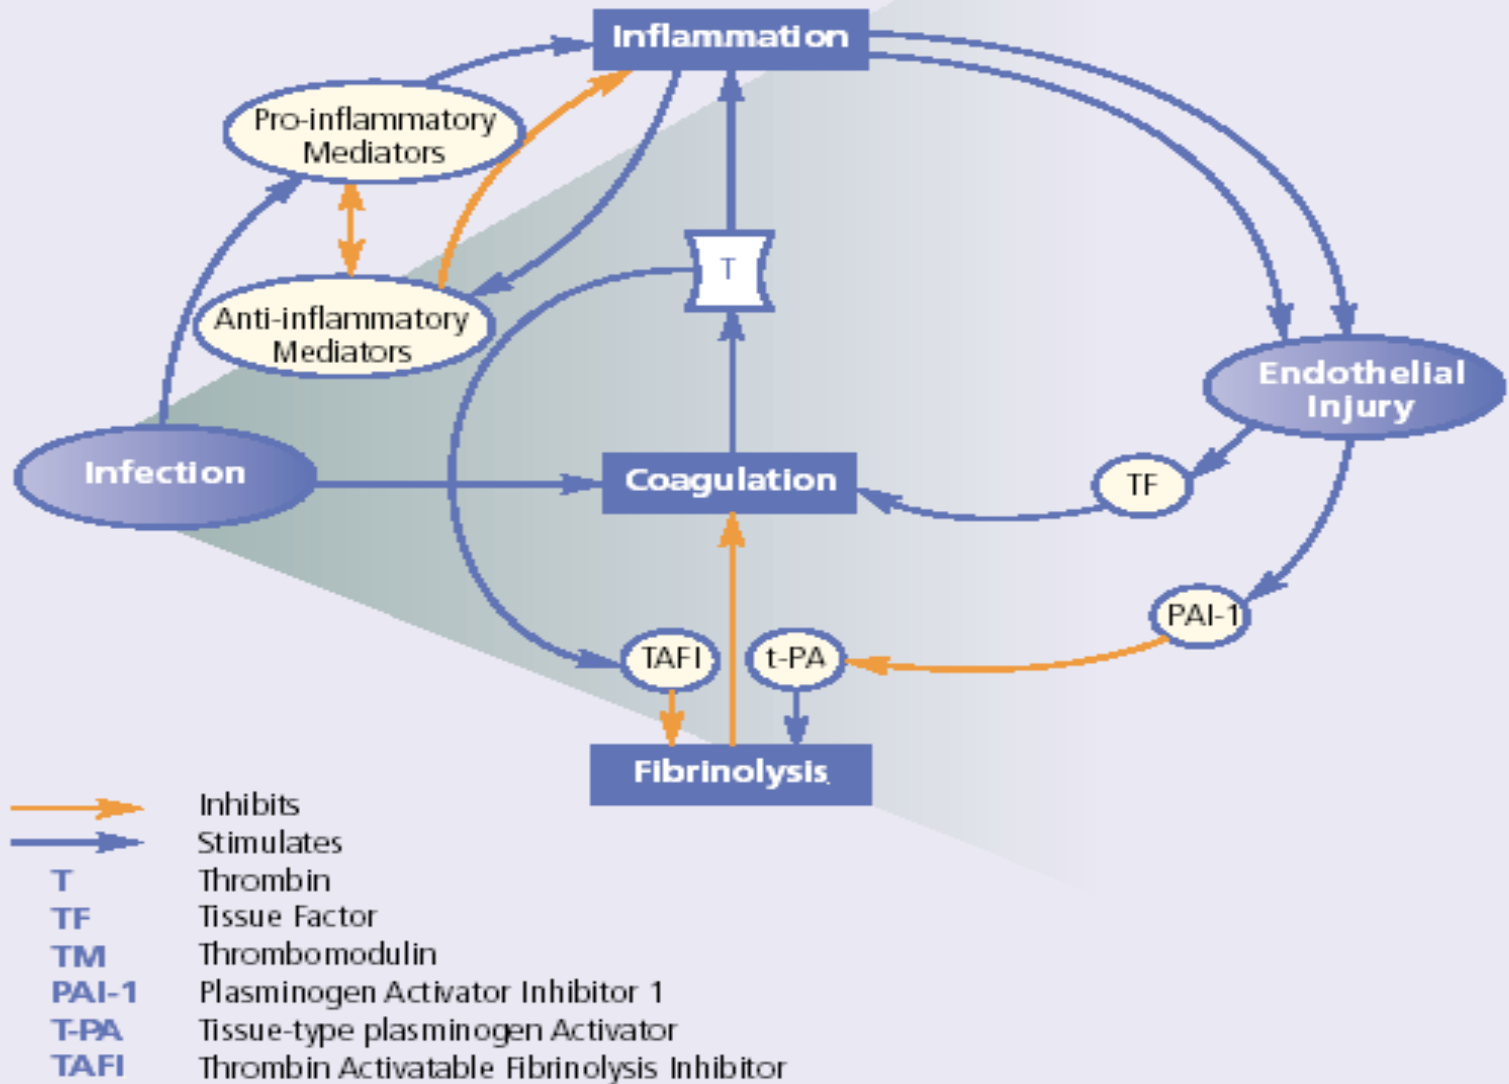 Inflammation
Pro-inflammatory
Mediators
T
Anti-inflammatory
Mediators
Endothelial
Injury
Infection
Coagulation
TF
PAI-1
TAFI
t-PA
Fibrinolysis
Inhibits
Stimulates
T Thrombin
TF Tissue Factor
TM Thrombomodulin
PAI-1 Plasminogen Activator Inhibitor 1
T-PA Tissue-type plasminogen Activator
TAFI Thrombin Activatable Fibrinolysis Inhibitor